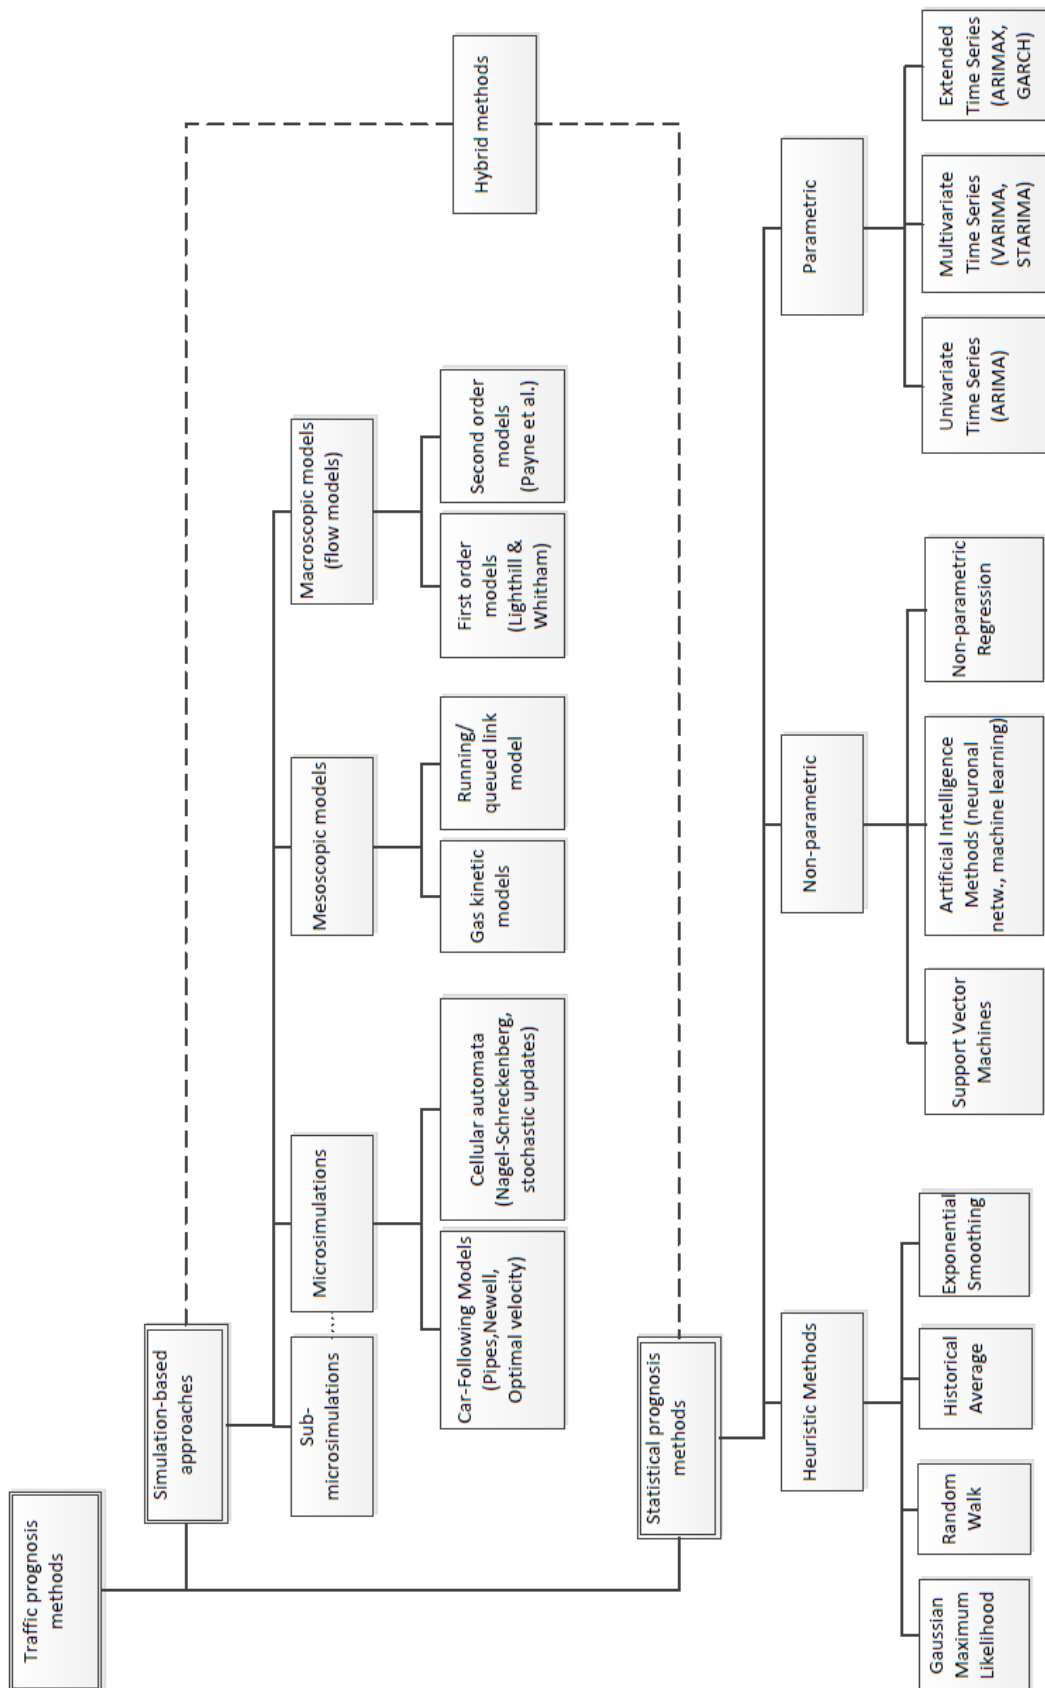 Traffic prognosis
methods
Simulation-based
approaches
Sub-
microsimulations
Microsimulations
Mesoscopic models
Macroscopic models
(flow models)
Car-Following Models
(Pipes,Newell,
Optimal velocity)
Cellular automata
(Nagel-Schreckenberg,
stochastic updates)
Gas kinetic
models
Running/
queued link
model
First order
models
(Lighthill &
Whitham)
Second order
models
(Payne et al.)
Hybrid methods
Statistical prognosis
methods
Heuristic Methods
Non-parametric
Parametric
Gaussian
Maximum
Likelihood
Random
Walk
Historical
Average
Exponential
Smoothing
Support Vector
Machines
Artificial Intelligence
Methods (neuronal
netw., machine learning)
Non-parametric
Regression
Univariate
Time Series
(ARIMA)
Multivariate
Time Series
(VARIMA,
STARIMA)
Extended
Time Series
(ARIMAX,
GARCH)